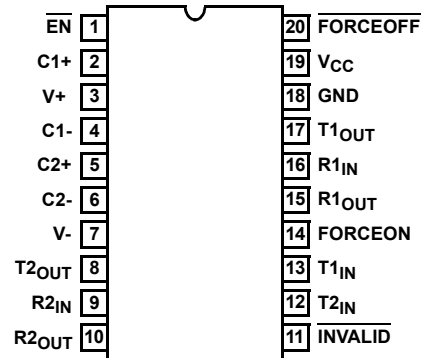 EN 1 20 FORCEOFF
C1+ 2 19 VCC
V+ 3 18 GND
C1- 4 17 T1OUT
C2+ 5 16 R1IN
C2- 6 15 R1OUT
V- 7 14 FORCEON
T2OUT 8 13 T1IN
R2IN 9 12 T2IN
R2OUT 10 11 INVALID